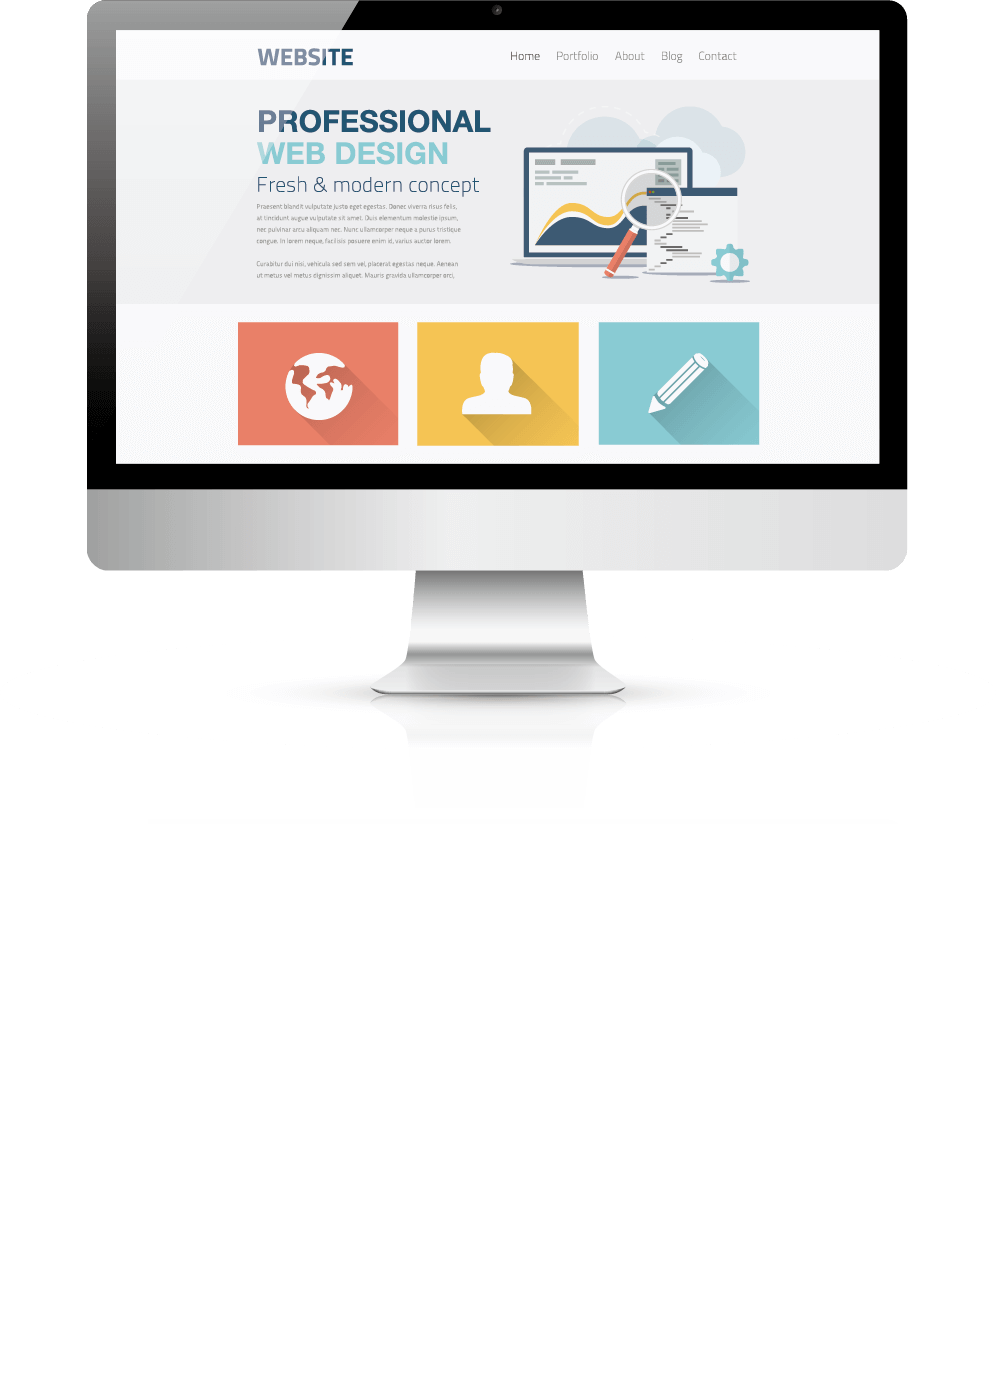 WEBSITE
Home Portfolio About Blog Contact
PROFESSIONAL
WEB DESIGN
Fresh & modern concept
Praesent blandit vulputate justo eget egestas. Donec viverra risus felis,
at tincidunt augue vulputate sit amet. Duis elementum molestie ipsum,
nec pulvinar arcu aliquam nec. Nunc ullamcorper neque a purus tristique
congue. In lorem neque, facilisis posuere enim id, varius auctor lorem.
Curabitur dui nisi, vehicula sed sem vel, placerat egestas neque. Aenean
ut metus vel metus dignissim aliquet. Mauris gravida ullamcorper orci,